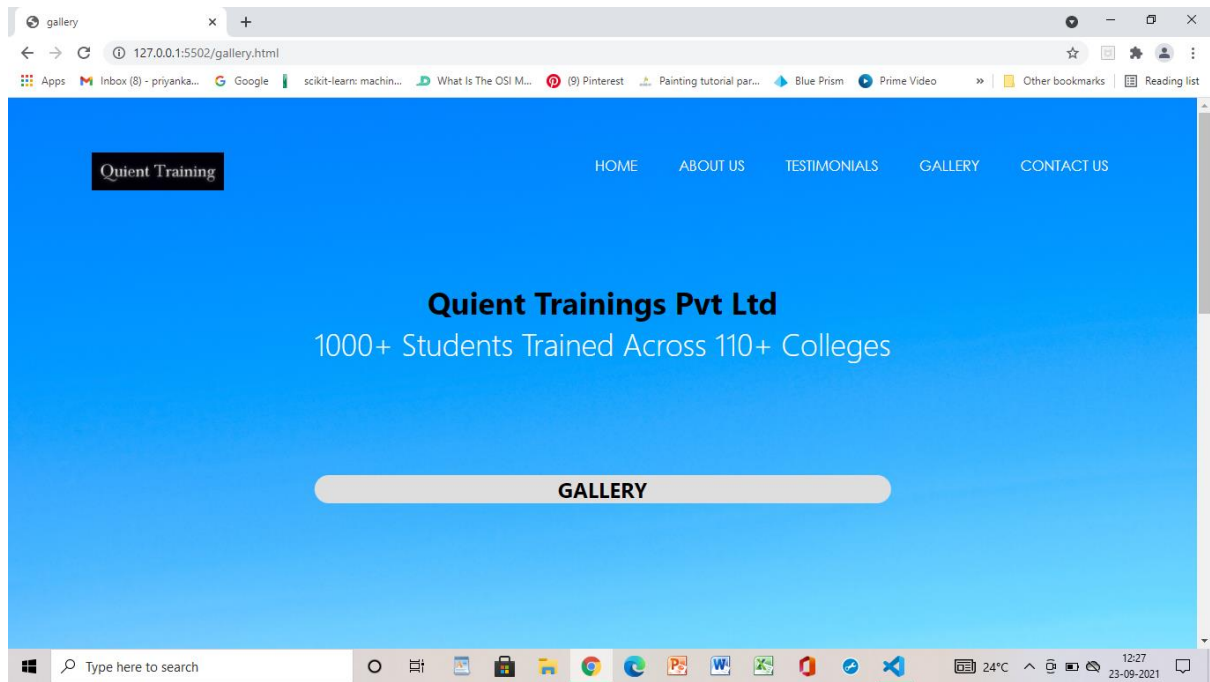 gallery
127.0.0.1:5502/gallery.html
Apps Inbox (8) - priyanka... Google scikit-learn: machin... What Is The OSI M... (9) Pinterest Painting tutorial par... Blue Prism Prime Video » Other bookmarks Reading list
Quient Training
HOME ABOUT US TESTIMONIALS GALLERY CONTACT US
Quient Trainings Pvt Ltd
1000+ Students Trained Across 110+ Colleges
GALLERY
Type here to search
24°C
12:27
23-09-2021